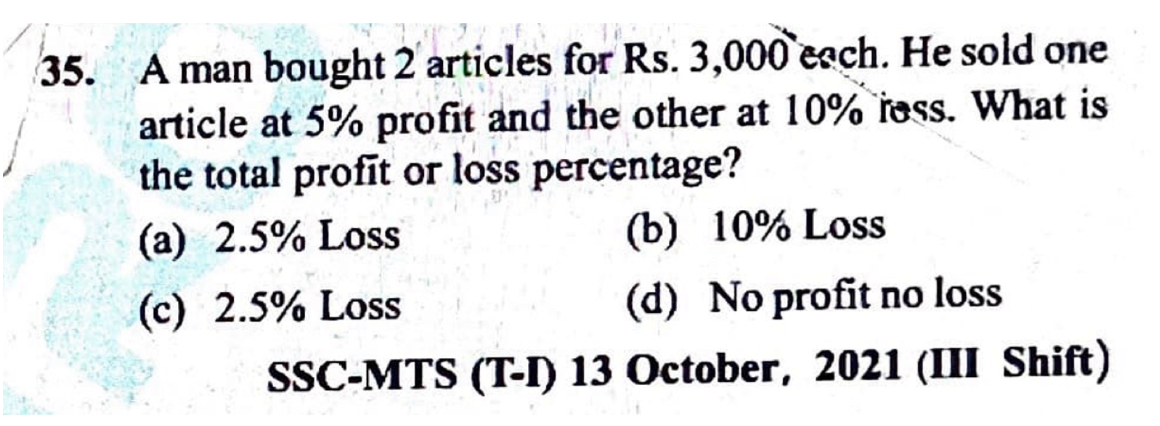 35. A man bought 2 articles for Rs. 3,000 each. He sold one
article at 5% profit and the other at 10% loss. What is
the total profit or loss percentage?
(a) 2.5% Loss (b) 10% Loss
(c) 2.5% Loss (d) No profit no loss
SSC-MTS (T-I) 13 October, 2021 (III Shift)